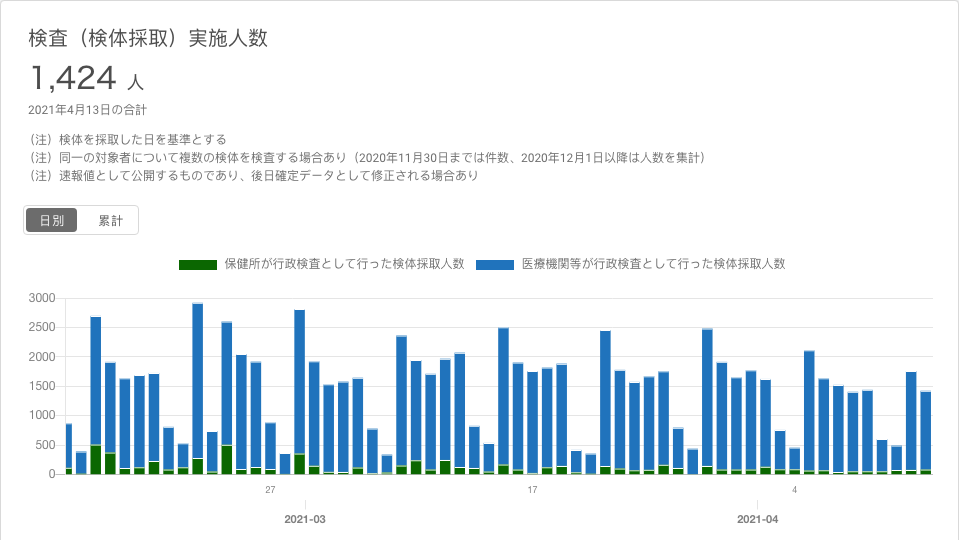 検査（検体採取）実施人数
1,424 人
2021年4月13日の合計
（注）検体を採取した日を基準とする
（注）同一の対象者について複数の検体を検査する場合あり（2020年11月30日までは件数、2020年12月1日以降は人数を集計）
（注）速報値として公開するものであり、後日確定データとして修正される場合あり
日別 累計
保健所が行政検査として行った検体採取人数 医療機関等が行政検査として行った検体採取人数
3000
2500
2000
1500
1000
500
0
27 17 4
2021-03 2021-04